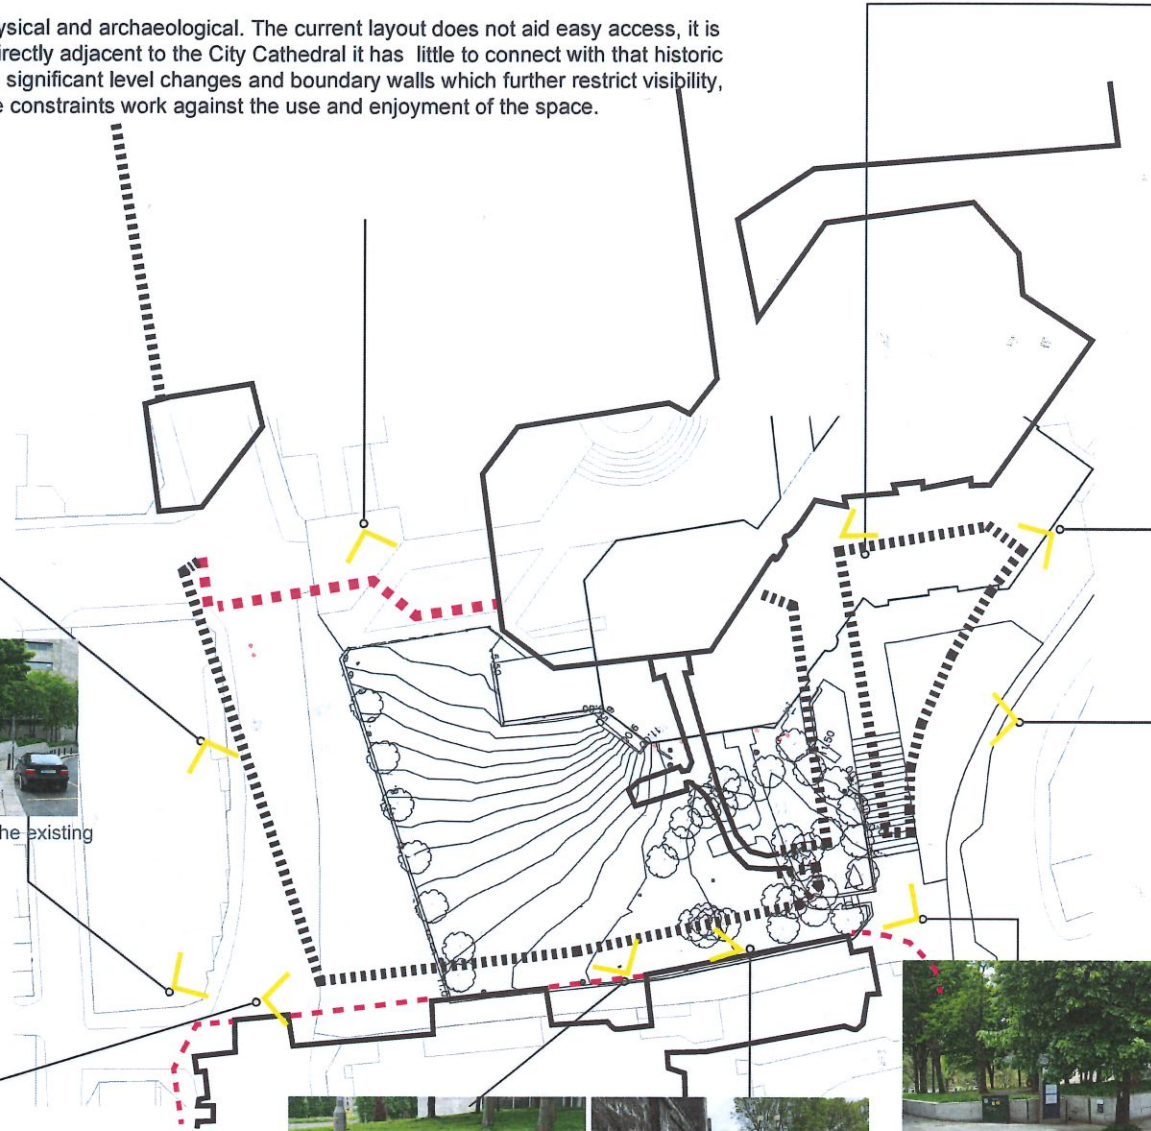 ysical and archaeological. The current layout does not aid easy access, it is
irectly adjacent to the City Cathedral it has little to connect with that historic
significant level changes and boundary walls which further restrict visibility,
e constraints work against the use and enjoyment of the space.
he existing